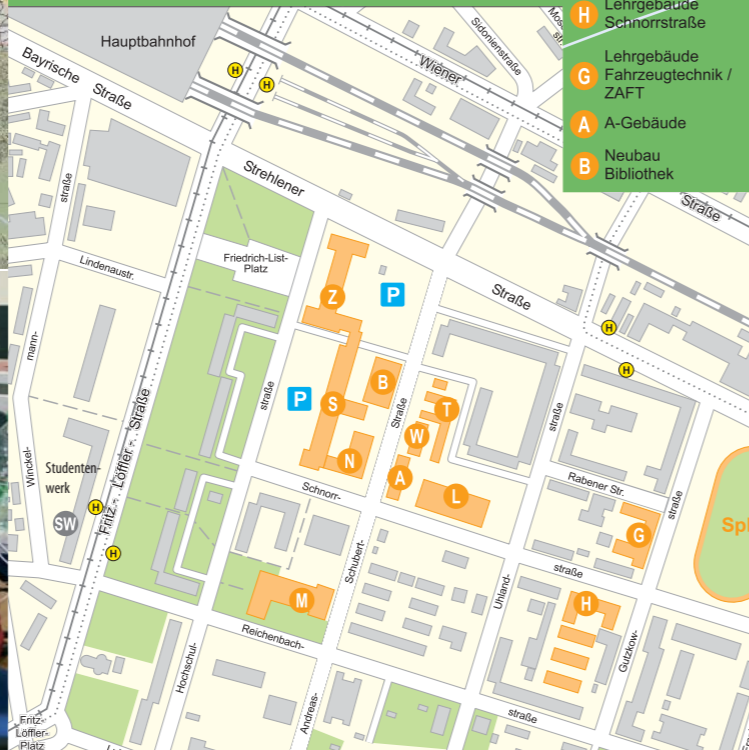 Hauptbahnhof
Bayrische Straße
H
H
Sidonienstraße
Wiener
Straße
H
Lehrgebäude
Schnorrstraße
G
Lehrgebäude
Fahrzeugtechnik /
ZAFT
A
A-Gebäude
B
Neubau
Bibliothek
Strehlener
Straße
straße
Lindenaustr.
Friedrich-List-
Platz
Z
P
H
H
P
S
B
T
W
N
A
L
straße
Straße
straße
Rabener Str.
straße
G
mann-
Winckel-
Fritz - Löffler - Straße
Studenten-
werk
SW
H
H
Schnorr-
straße
Schubert-
Uhland-
M
H
Reichenbach-
straße
Hochschul-
Andreas-
Gutzkow-
Fritz-
Löffler-
Platz